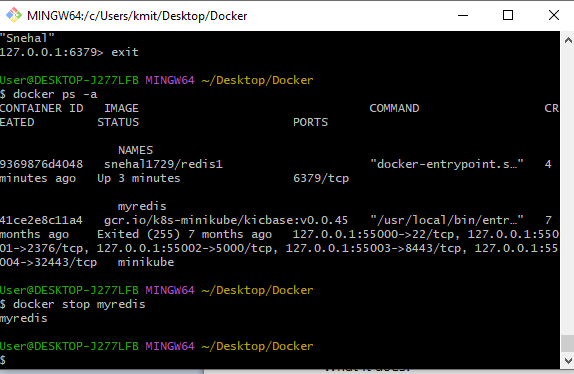 MINGW64:/c/Users/kmit/Desktop/Docker
"Snehal"
127.0.0.1:6379> exit
User@DESKTOP-J277LFB MINGW64 ~/Desktop/Docker
$ docker ps -a
CONTAINER ID   IMAGE                                 COMMAND                  CR
EATED          STATUS                     PORTS
               NAMES
9369876d4048   snehal1729/redis1                     "docker-entrypoint.s…"   4
minutes ago   Up 3 minutes               6379/tcp
               myredis
41ce2e8c11a4   gcr.io/k8s-minikube/kicbase:v0.0.45   "/usr/local/bin/entr…"   7
months ago   Exited (255) 7 months ago   127.0.0.1:55000->22/tcp, 127.0.0.1:550
01->2376/tcp, 127.0.0.1:55002->5000/tcp, 127.0.0.1:55003->8443/tcp, 127.0.0.1:55
004->32443/tcp   minikube
User@DESKTOP-J277LFB MINGW64 ~/Desktop/Docker
$ docker stop myredis
myredis
User@DESKTOP-J277LFB MINGW64 ~/Desktop/Docker
$
What it does: